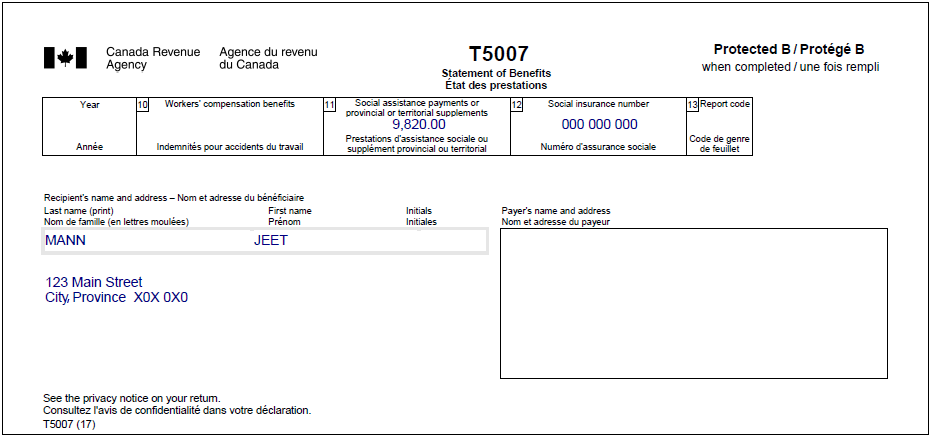 Canada Revenue Agency
Agence du revenu du Canada
T5007
Statement of Benefits
État des prestations
Protected B / Protégé B
when completed / une fois rempli
Year
Année
10 Workers' compensation benefits
Indemnités pour accidents du travail
11 Social assistance payments or
provincial or territorial supplements
9,820.00
Prestations d'assistance sociale ou
supplément provincial ou territorial
12 Social insurance number
000 000 000
Numéro d'assurance sociale
13 Report code
Code de genre
de feuillet
Recipient's name and address – Nom et adresse du bénéficiaire
Last name (print) First name Initials
Nom de famille (en lettres moulées) Prénom Initiales
MANN JEET
123 Main Street
City, Province X0X 0X0
Payer's name and address
Nom et adresse du payeur
See the privacy notice on your return.
Consultez l'avis de confidentialité dans votre déclaration.
T5007 (17)